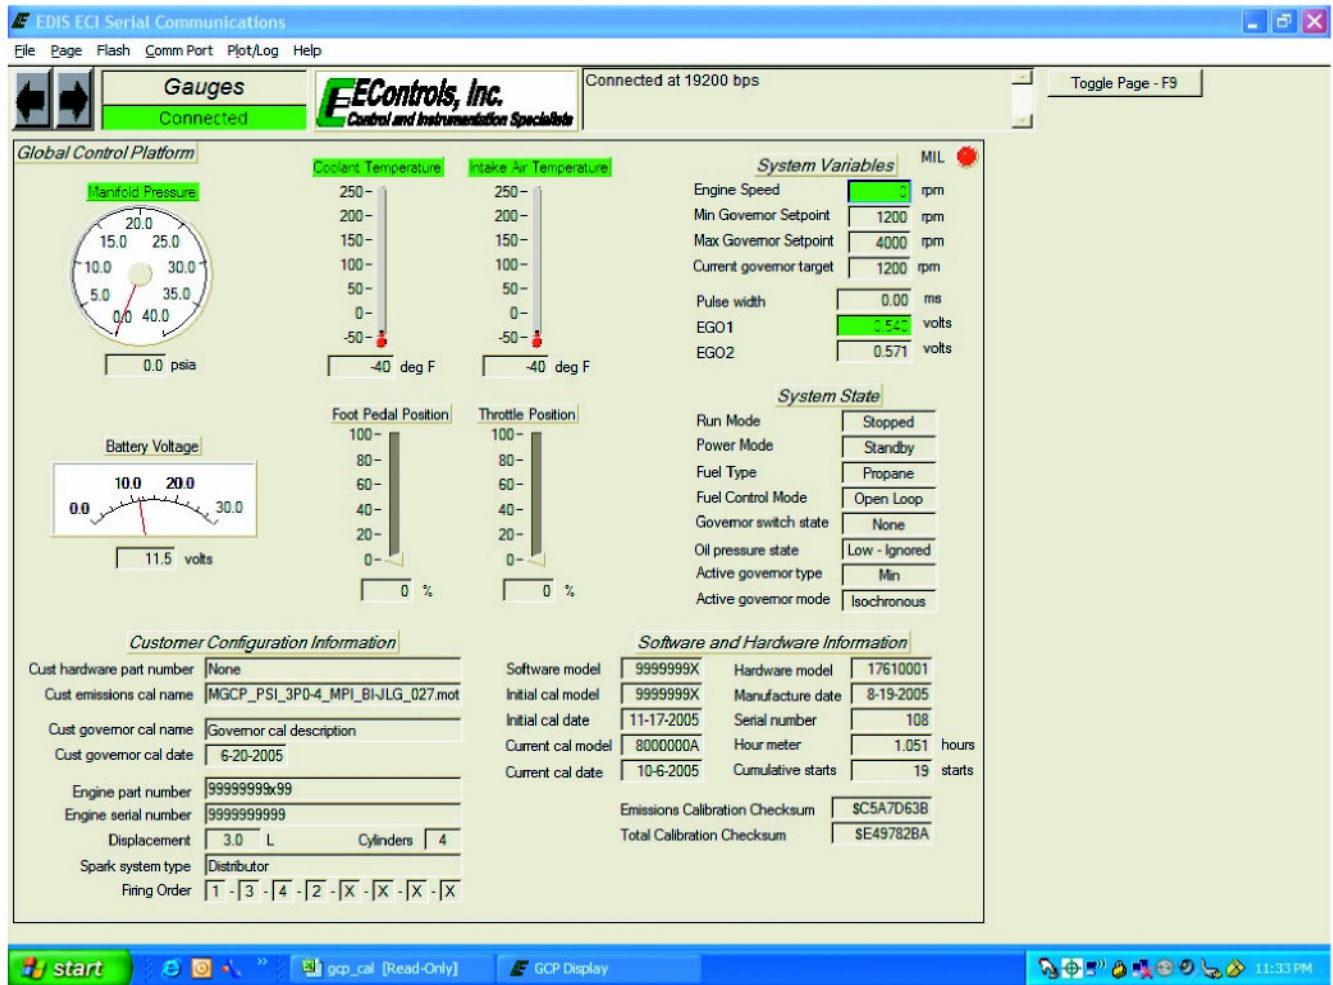 EDIS ECI Serial Communications
File Page Flash Comm Port Plot/Log Help
Gauges
Connected
EControls, Inc.
Control and Instrumentation Specialists
Connected at 19200 bps
Toggle Page - F9
Global Control Platform
Manifold Pressure
20.0
15.0 25.0
10.0 30.0
5.0 35.0
0.0 40.0
0.0 psia
Coolant Temperature
250
200
150
100
50
0
-50
-40 deg F
Intake Air Temperature
250
200
150
100
50
0
-50
-40 deg F
System Variables
MIL
Engine Speed 0 rpm
Min Governor Setpoint 1200 rpm
Max Governor Setpoint 4000 rpm
Current governor target 1200 rpm
Pulse width 0.00 ms
EGO1 volts
EGO2 0.571 volts
Battery Voltage
10.0 20.0
0.0 30.0
11.5 volts
Foot Pedal Position
100
80
60
40
20
0
0 %
Throttle Position
100
80
60
40
20
0
0 %
System State
Run Mode Stopped
Power Mode Standby
Fuel Type Propane
Fuel Control Mode Open Loop
Governor switch state None
Oil pressure state Low - Ignored
Active governor type Min
Active governor mode Isochronous
Customer Configuration Information
Cust hardware part number None
Cust emissions cal name MGCP_PSI_3P0-4_MPI_BI-JLG_027.mot
Cust governor cal name Governor cal description
Cust governor cal date 6-20-2005
Engine part number 99999999x99
Engine serial number 9999999999
Displacement 3.0 L Cylinders 4
Spark system type Distributor
Firing Order 1 - 3 - 4 - 2 - X - X - X - X
Software and Hardware Information
Software model 9999999X
Initial cal model 9999999X
Initial cal date 11-17-2005
Current cal model 8000000A
Current cal date 10-6-2005
Hardware model 17610001
Manufacture date 8-19-2005
Serial number 108
Hour meter 1.051 hours
Cumulative starts 19 starts
Emissions Calibration Checksum $C5A7D63B
Total Calibration Checksum $E49782BA
start
gcp_cal [Read-Only]
GCP Display
11:33 PM